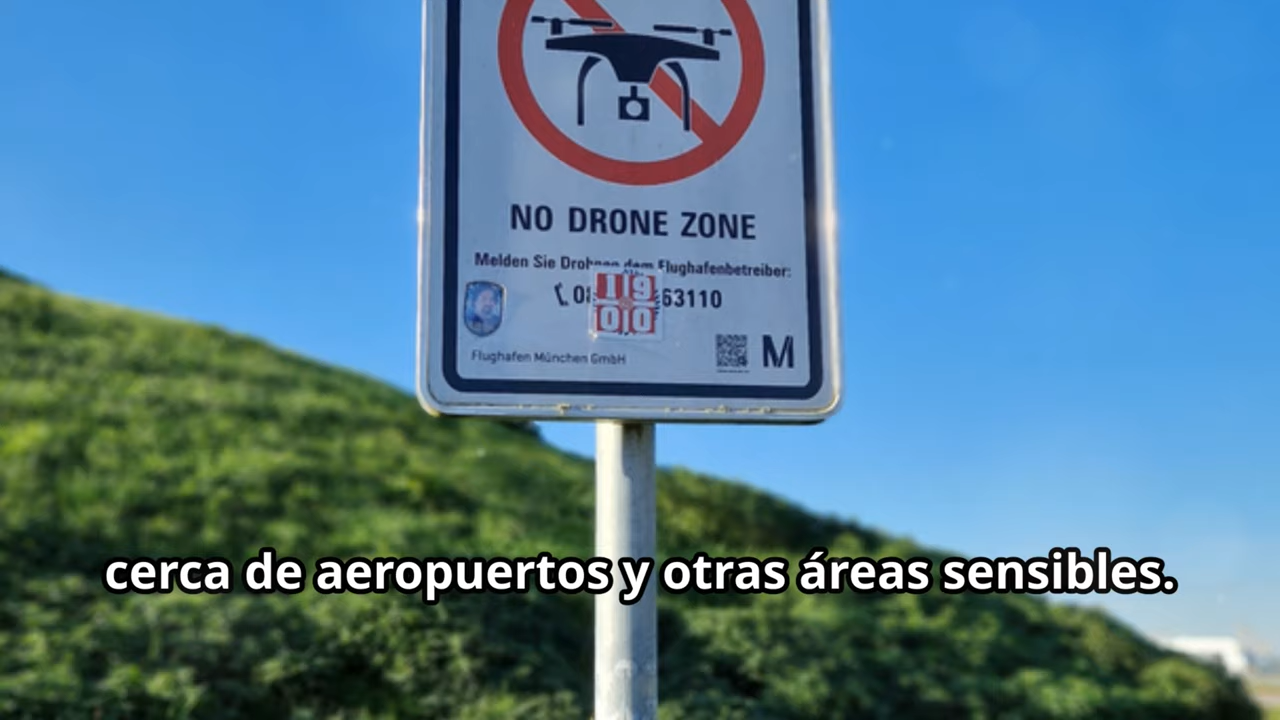 NO DRONE ZONE
Melden Sie Drohnen dem Flughafenbetreiber:
08 63110
19
00
Flughafen München GmbH
M
cerca de aeropuertos y otras áreas sensibles.